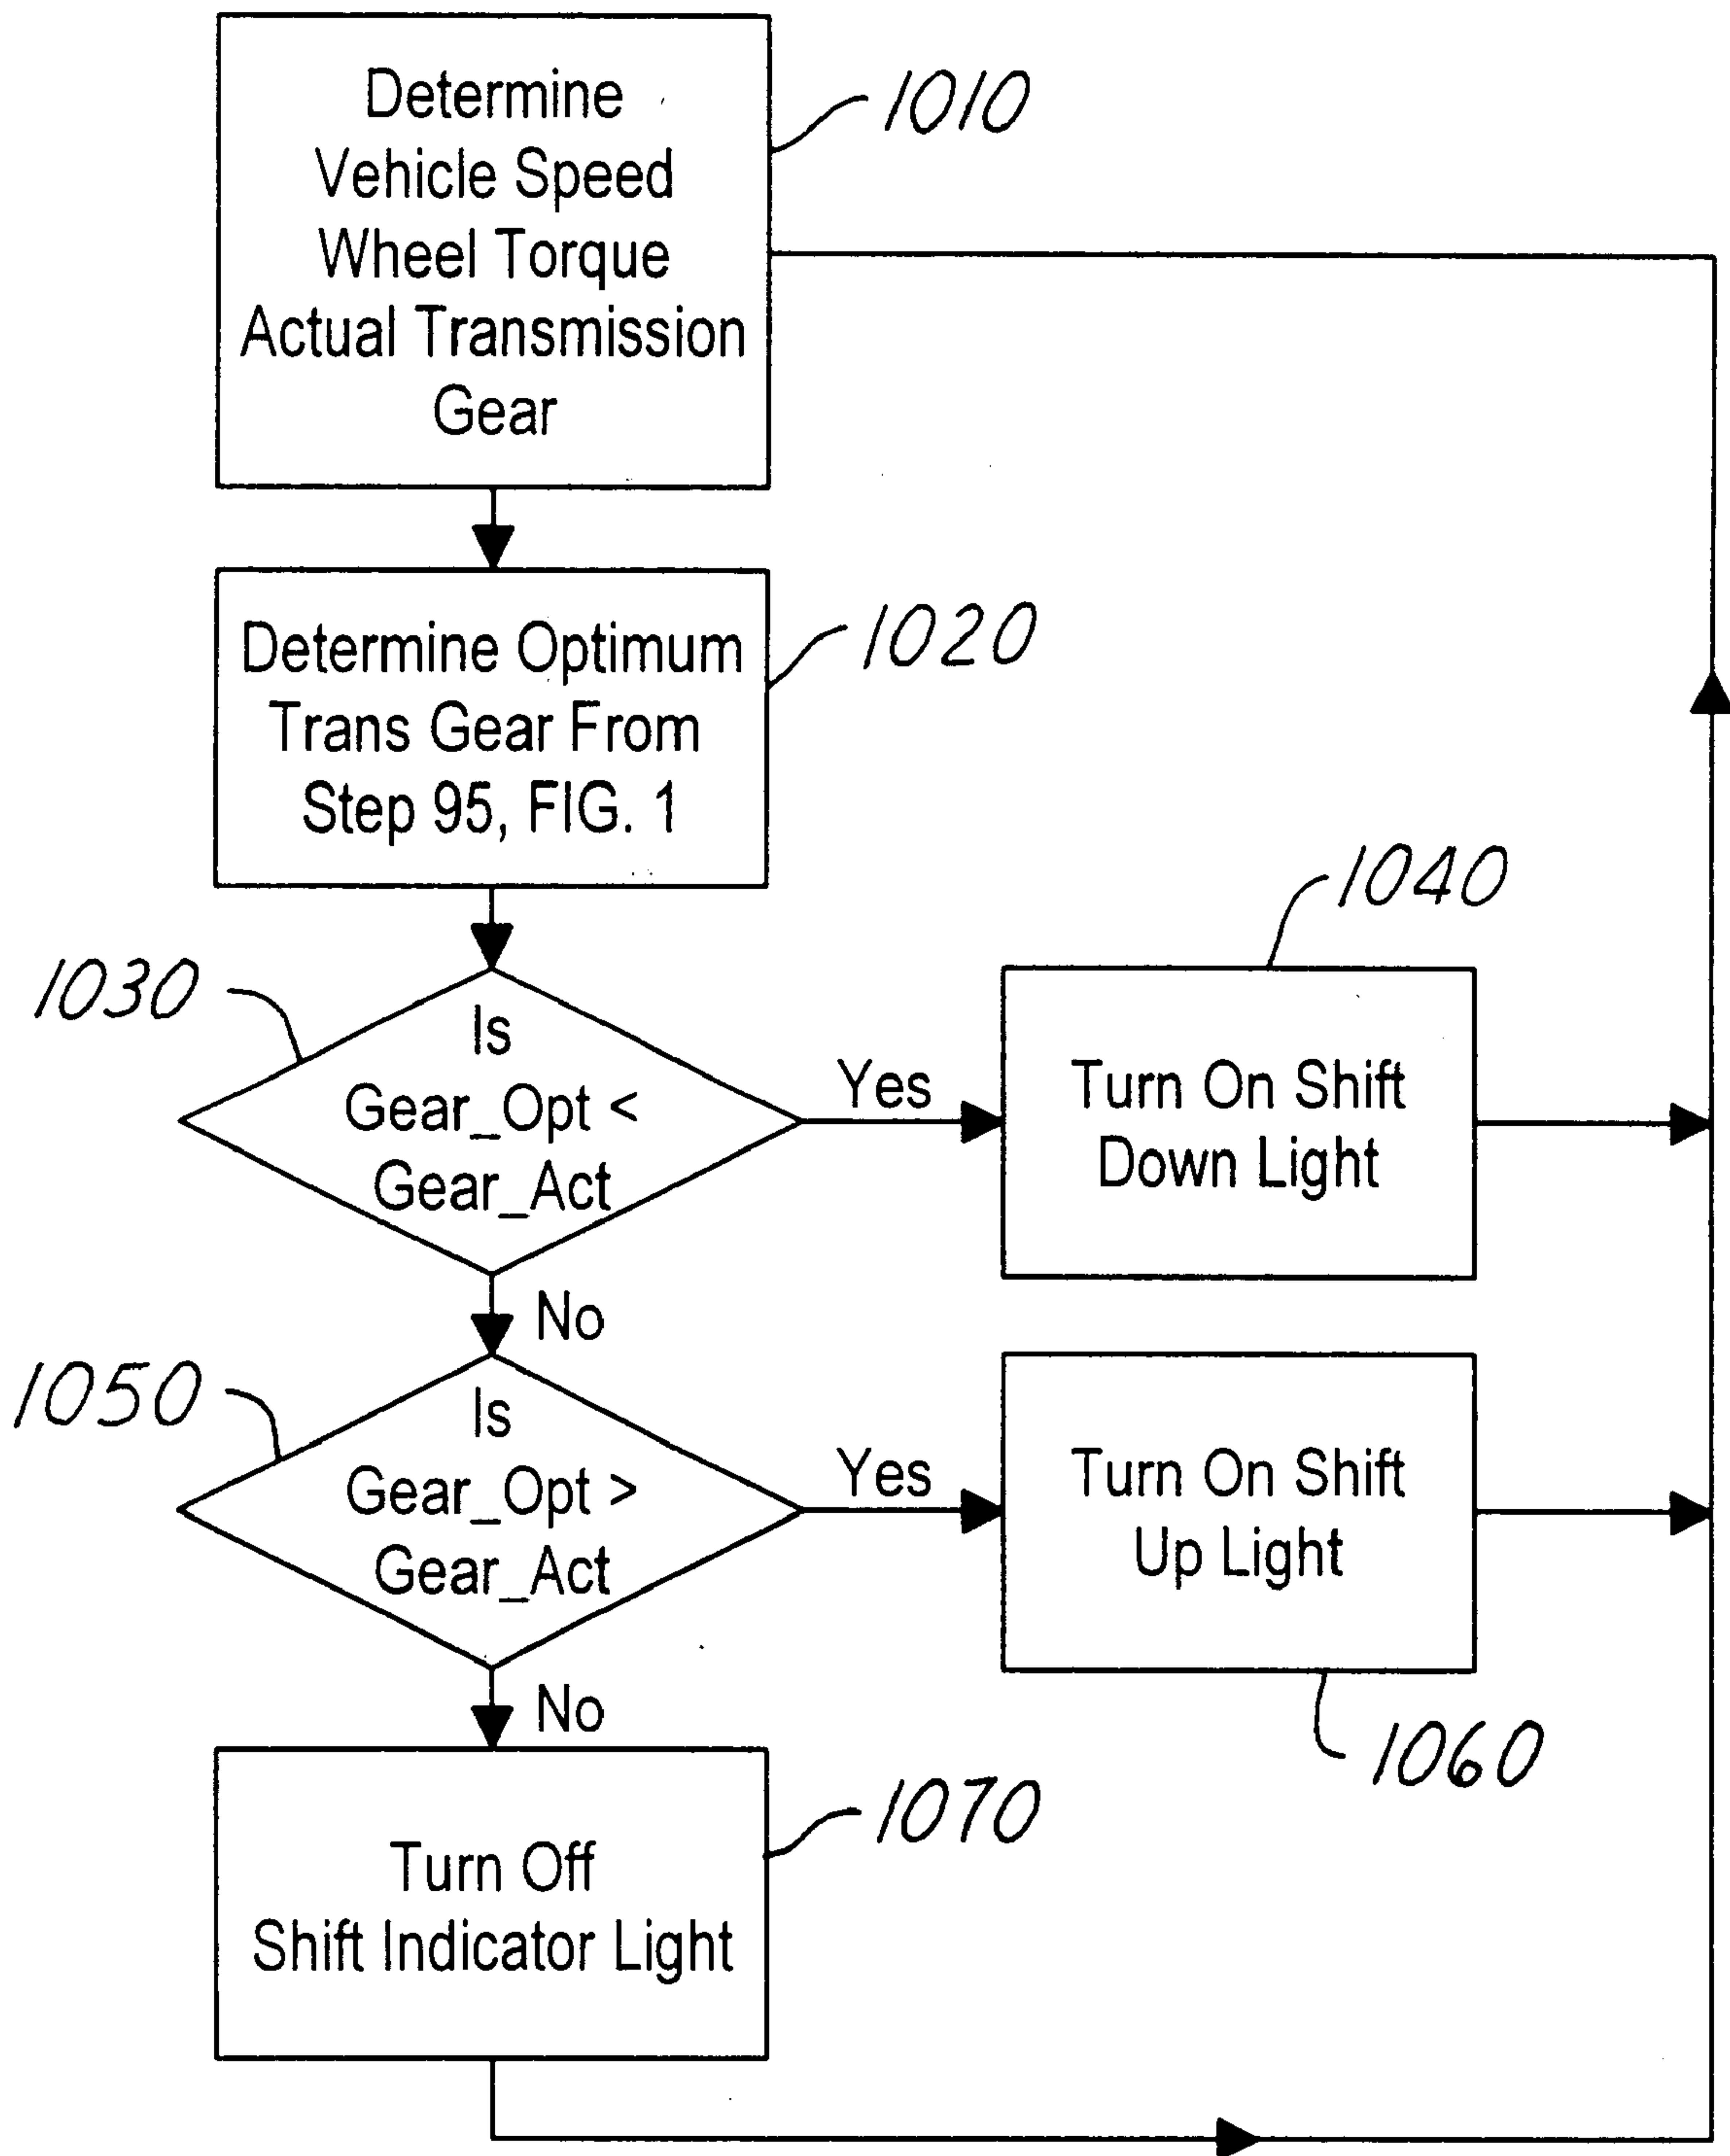 Determine
Vehicle Speed
Wheel Torque
Actual Transmission
Gear
1010
Determine Optimum
Trans Gear From
Step 95, FIG. 1
1020
1030
Is
Gear_Opt <
Gear_Act
Yes
1040
Turn On Shift
Down Light
No
1050
Is
Gear_Opt >
Gear_Act
Yes
Turn On Shift
Up Light
1060
No
Turn Off
Shift Indicator Light
1070